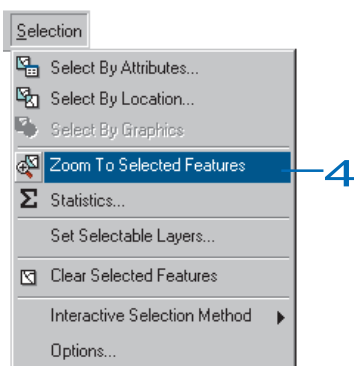 Selection
Select By Attributes...
Select By Location...
Select By Graphics
Zoom To Selected Features 4
Σ Statistics...
Set Selectable Layers...
Clear Selected Features
Interactive Selection Method
Options...